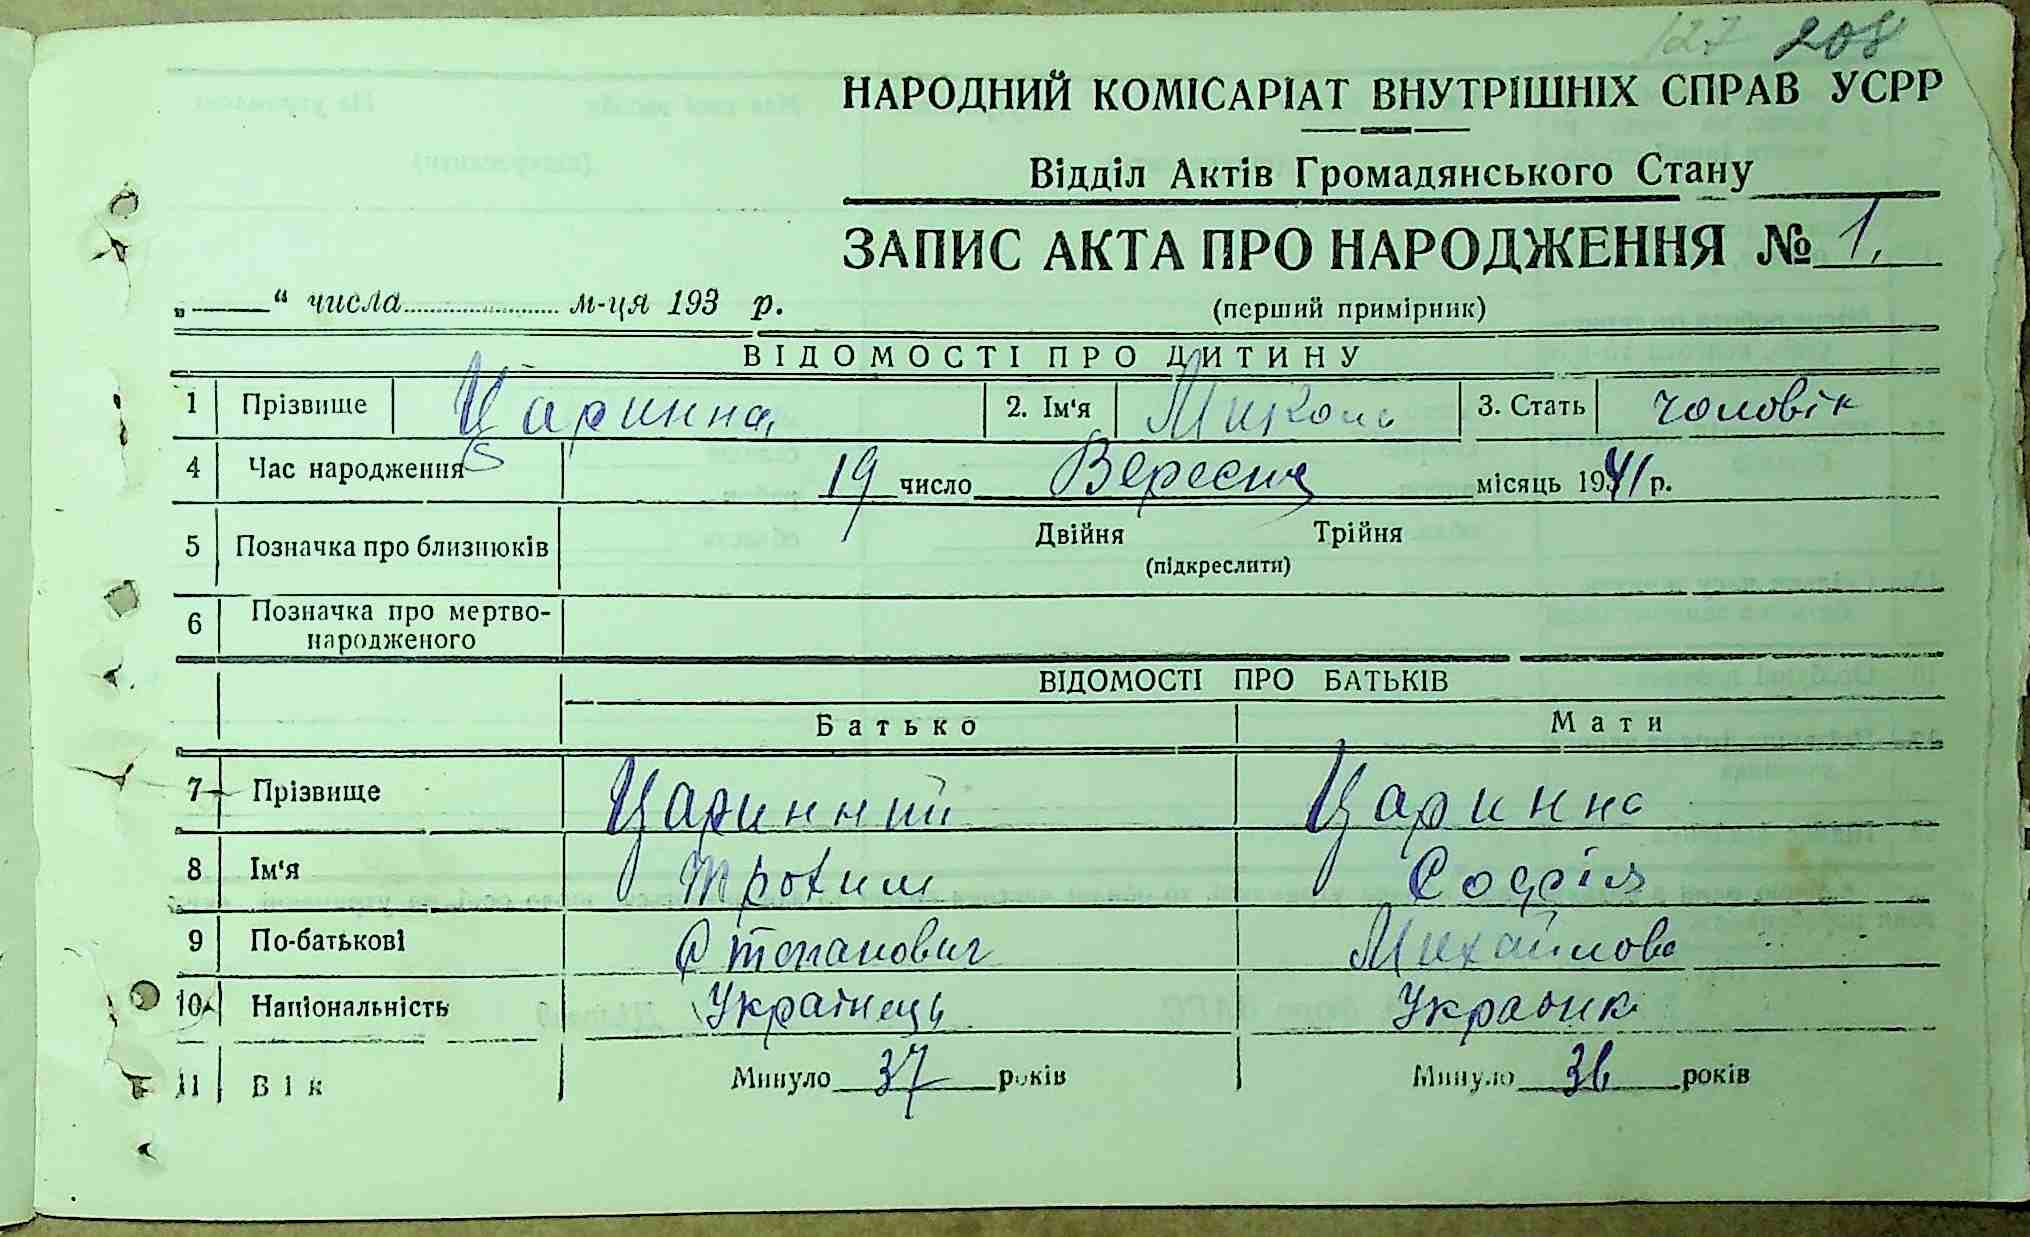 127 208
НАРОДНИЙ КОМІСАРІАТ ВНУТРІШНІХ СПРАВ УСРР
Відділ Актів Громадянського Стану
ЗАПИС АКТА ПРО НАРОДЖЕННЯ № 1.
„ “ числа м-ця 193 р.
(перший примірник)
ВІДОМОСТІ ПРО ДИТИНУ
1 Прізвище Царинна 2. Ім‘я Микола 3. Стать чоловік
4 Час народження 19 число Вересня місяць 1941 р.
5 Позначка про близнюків Двійня Трійня
(підкреслити)
6 Позначка про мертво-
народженого
ВІДОМОСТІ ПРО БАТЬКІВ
Батько Мати
7 Прізвище Царинний Царинна
8 Ім‘я Трохим Софія
9 По-батькові Степанович Михайлова
10 Національність Українець Українка
11 Вік Минуло 37 років Минуло 36 років